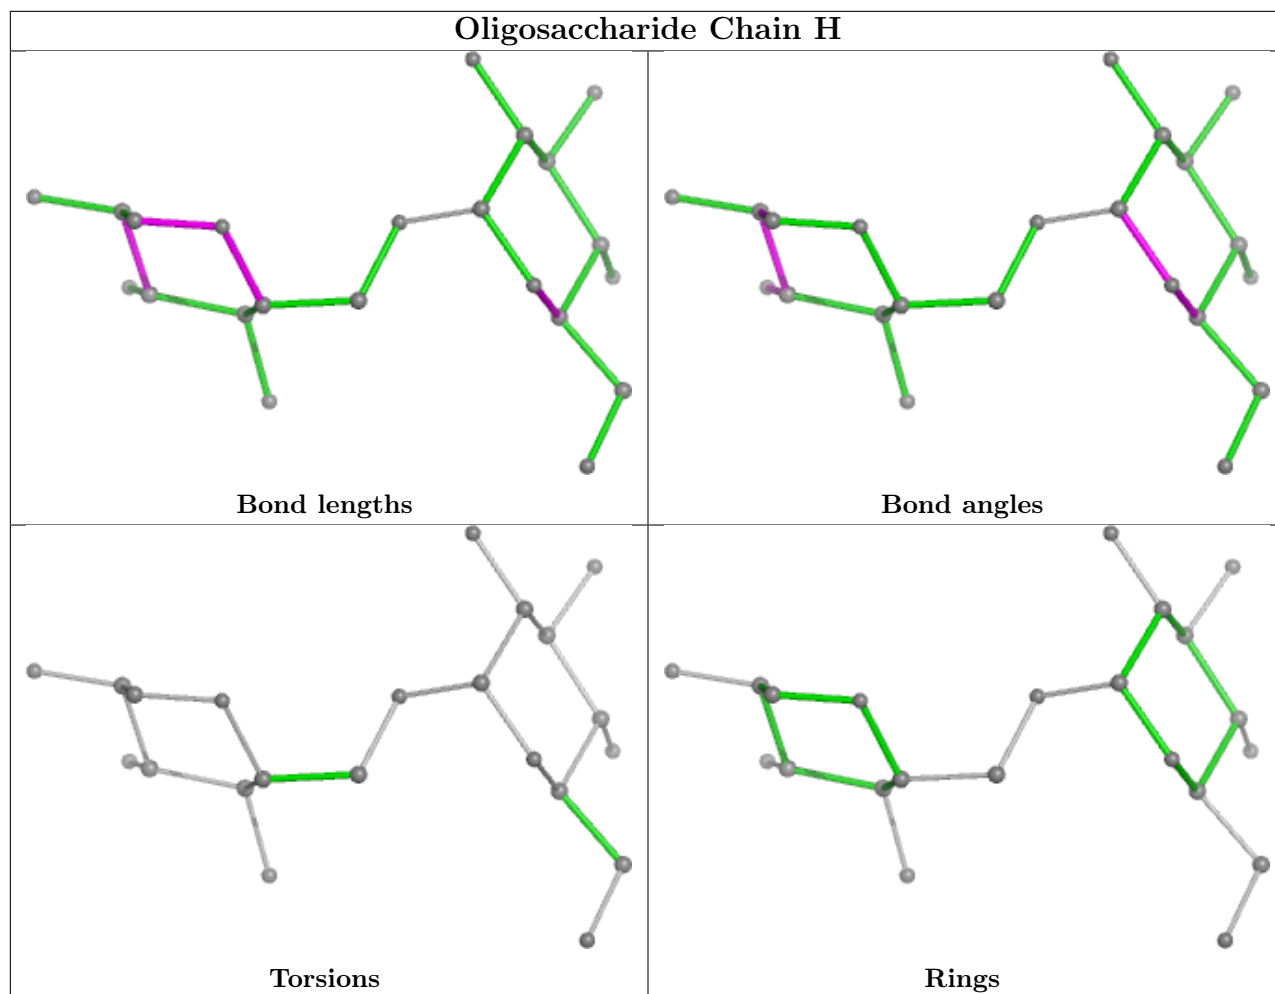 Oligosaccharide Chain H
Bond lengths
Bond angles
Torsions
Rings